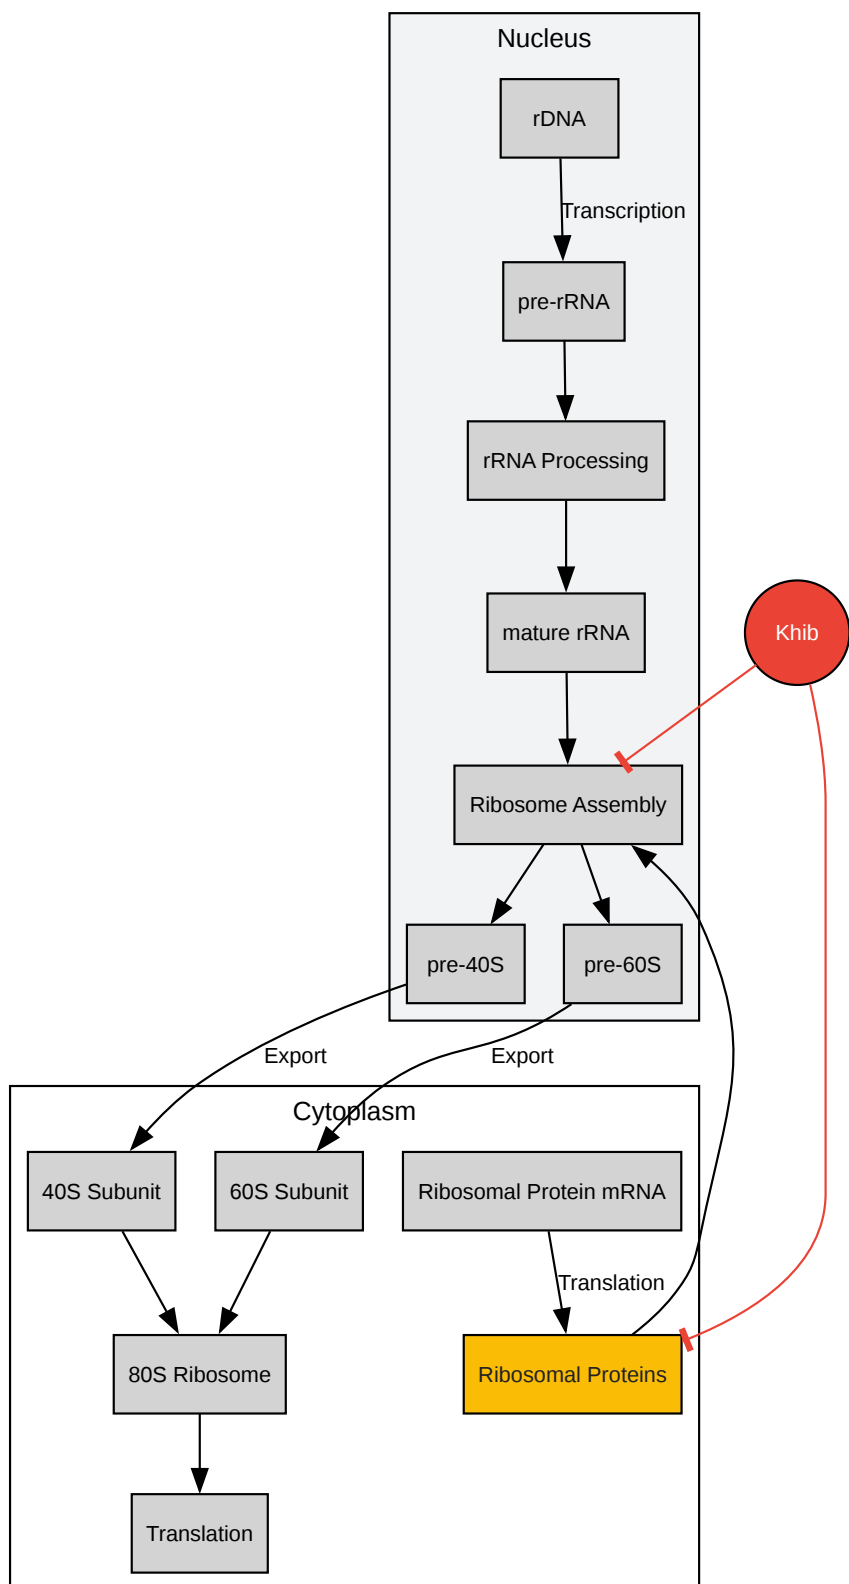 Nucleus
rDNA
Transcription
pre-rRNA
rRNA Processing
mature rRNA
Khib
Ribosome Assembly
pre-40S
pre-60S
Export
Export
Cytoplasm
40S Subunit
60S Subunit
Ribosomal Protein mRNA
Translation
80S Ribosome
Ribosomal Proteins
Translation